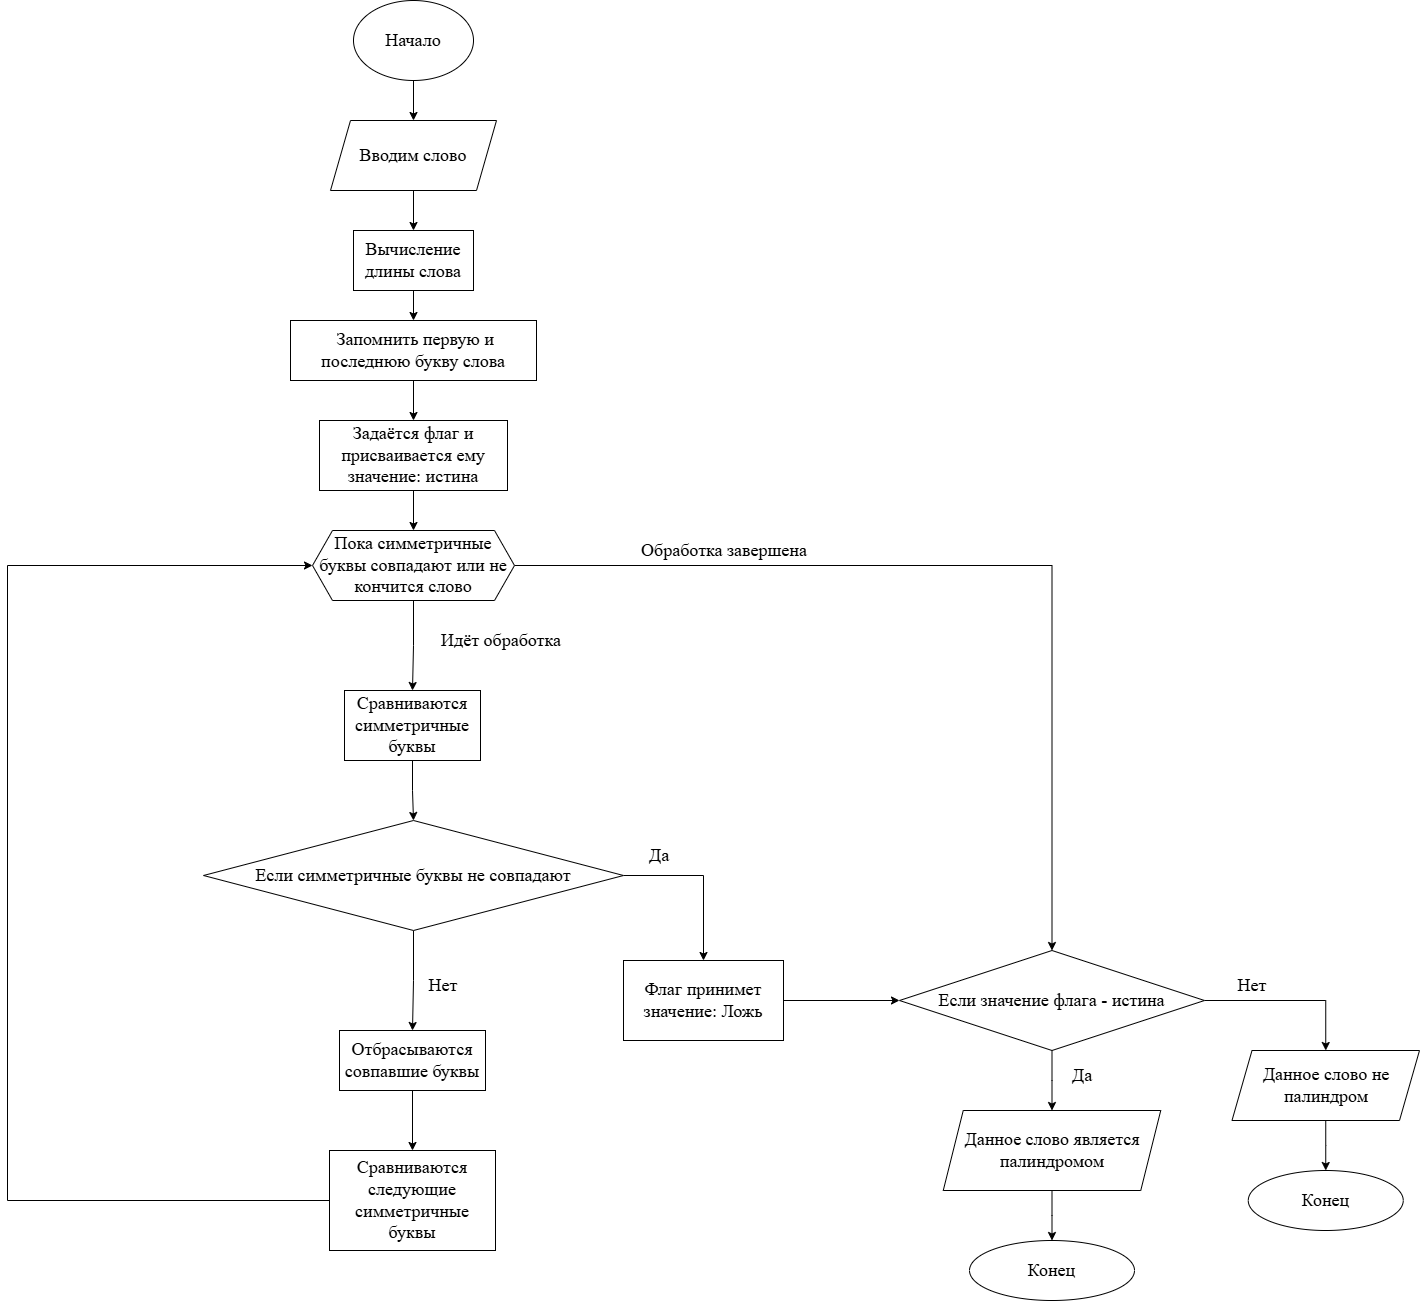 Начало
Вводим слово
Вычисление
длины слова
Запомнить первую и
последнюю букву слова
Задаётся флаг и
присваивается ему
значение: истина
Пока симметричные
буквы совпадают или не
кончится слово
Обработка завершена
Идёт обработка
Сравниваются
симметричные
буквы
Если симметричные буквы не совпадают
Да
Нет
Флаг принимет
значение: Ложь
Если значение флага - истина
Нет
Да
Отбрасываются
совпавшие буквы
Данное слово не
палиндром
Данное слово является
палиндромом
Сравниваются
следующие
симметричные
буквы
Конец
Конец